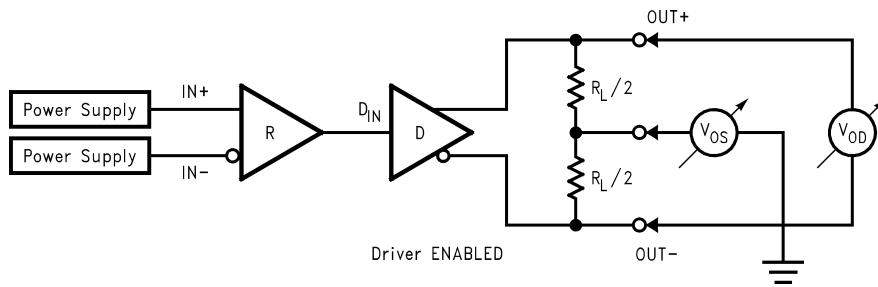 OUT+
IN+
Power Supply
R
D_IN
D
R_L/2
V_OS
V_OD
Power Supply
IN-
R_L/2
Driver ENABLED
OUT-